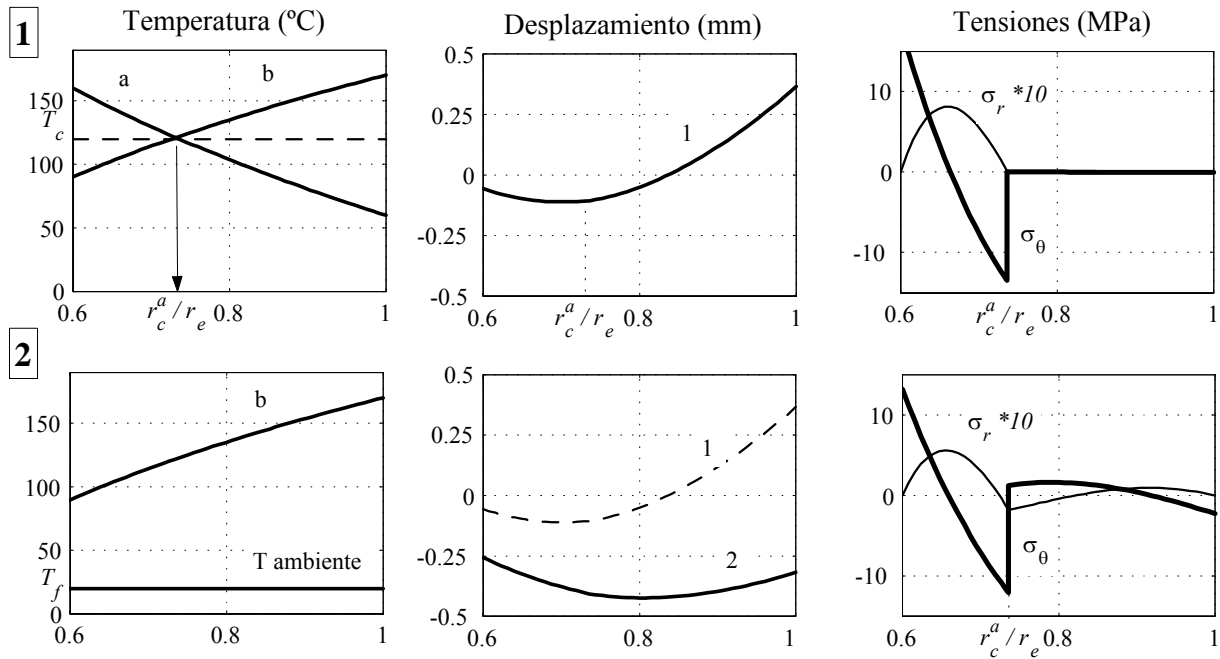 1
Temperatura (ºC)
a
b
150
T_c
100
50
0
0.6
r_c^a / r_e
0.8
1
Desplazamiento (mm)
0.5
0.25
0
-0.25
-0.5
1
0.6
r_c^a / r_e
0.8
1
Tensiones (MPa)
10
0
-10
σ_r *10
σ_θ
0.6
r_c^a / r_e
0.8
1
2
b
150
100
50
T_f
0
T ambiente
0.6
0.8
1
0.5
0.25
0
-0.25
-0.5
1
2
0.6
0.8
1
10
0
-10
σ_r *10
σ_θ
0.6
r_c^a / r_e
0.8
1